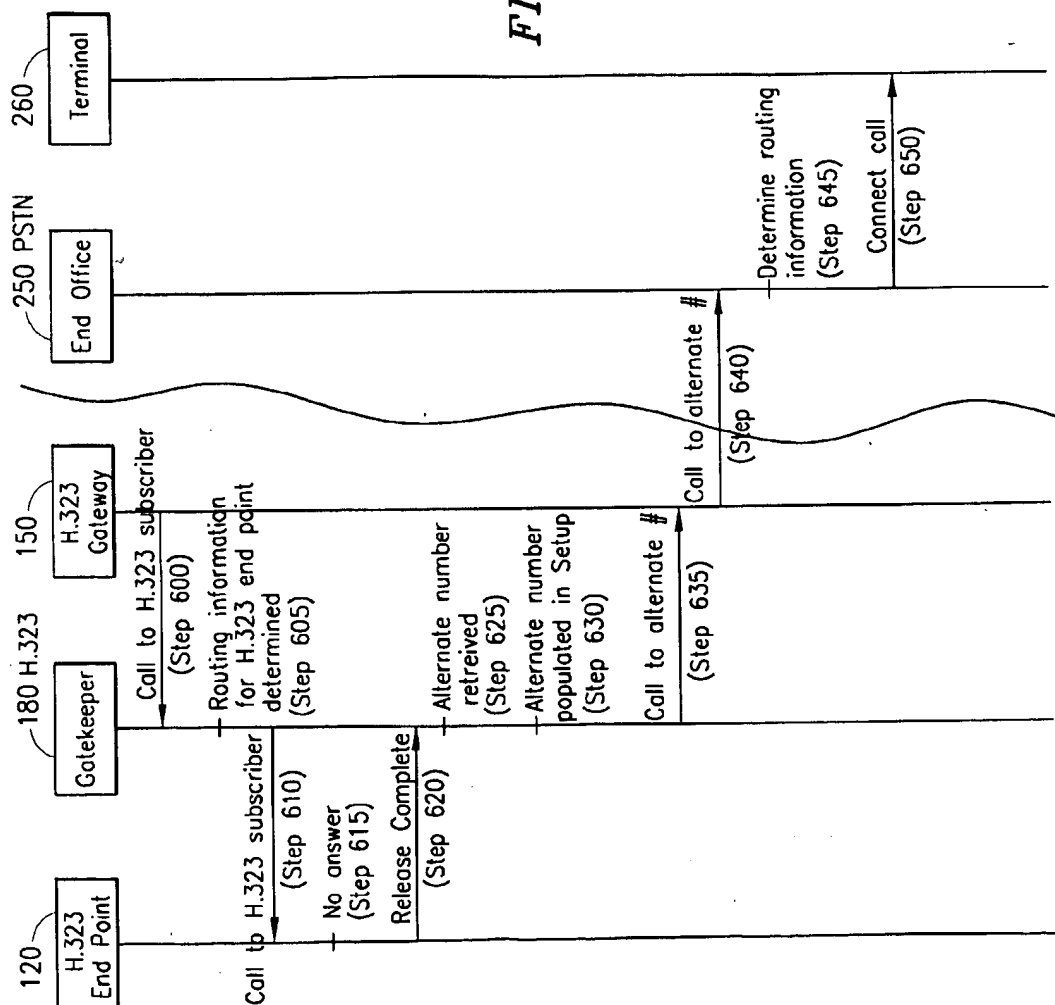 120
H.323
End Point
180 H.323
Gatekeeper
150
H.323
Gateway
250 PSTN
End Office
260
Terminal
Call to H.323 subscriber
(Step 600)
Routing information
for H.323 end point
determined
(Step 605)
Call to H.323 subscriber
(Step 610)
No answer
(Step 615)
Release Complete
(Step 620)
Alternate number
retreived
(Step 625)
Alternate number
populated in Setup
(Step 630)
Call to alternate #
(Step 635)
Call to alternate #
(Step 640)
Determine routing
information
(Step 645)
Connect call
(Step 650)